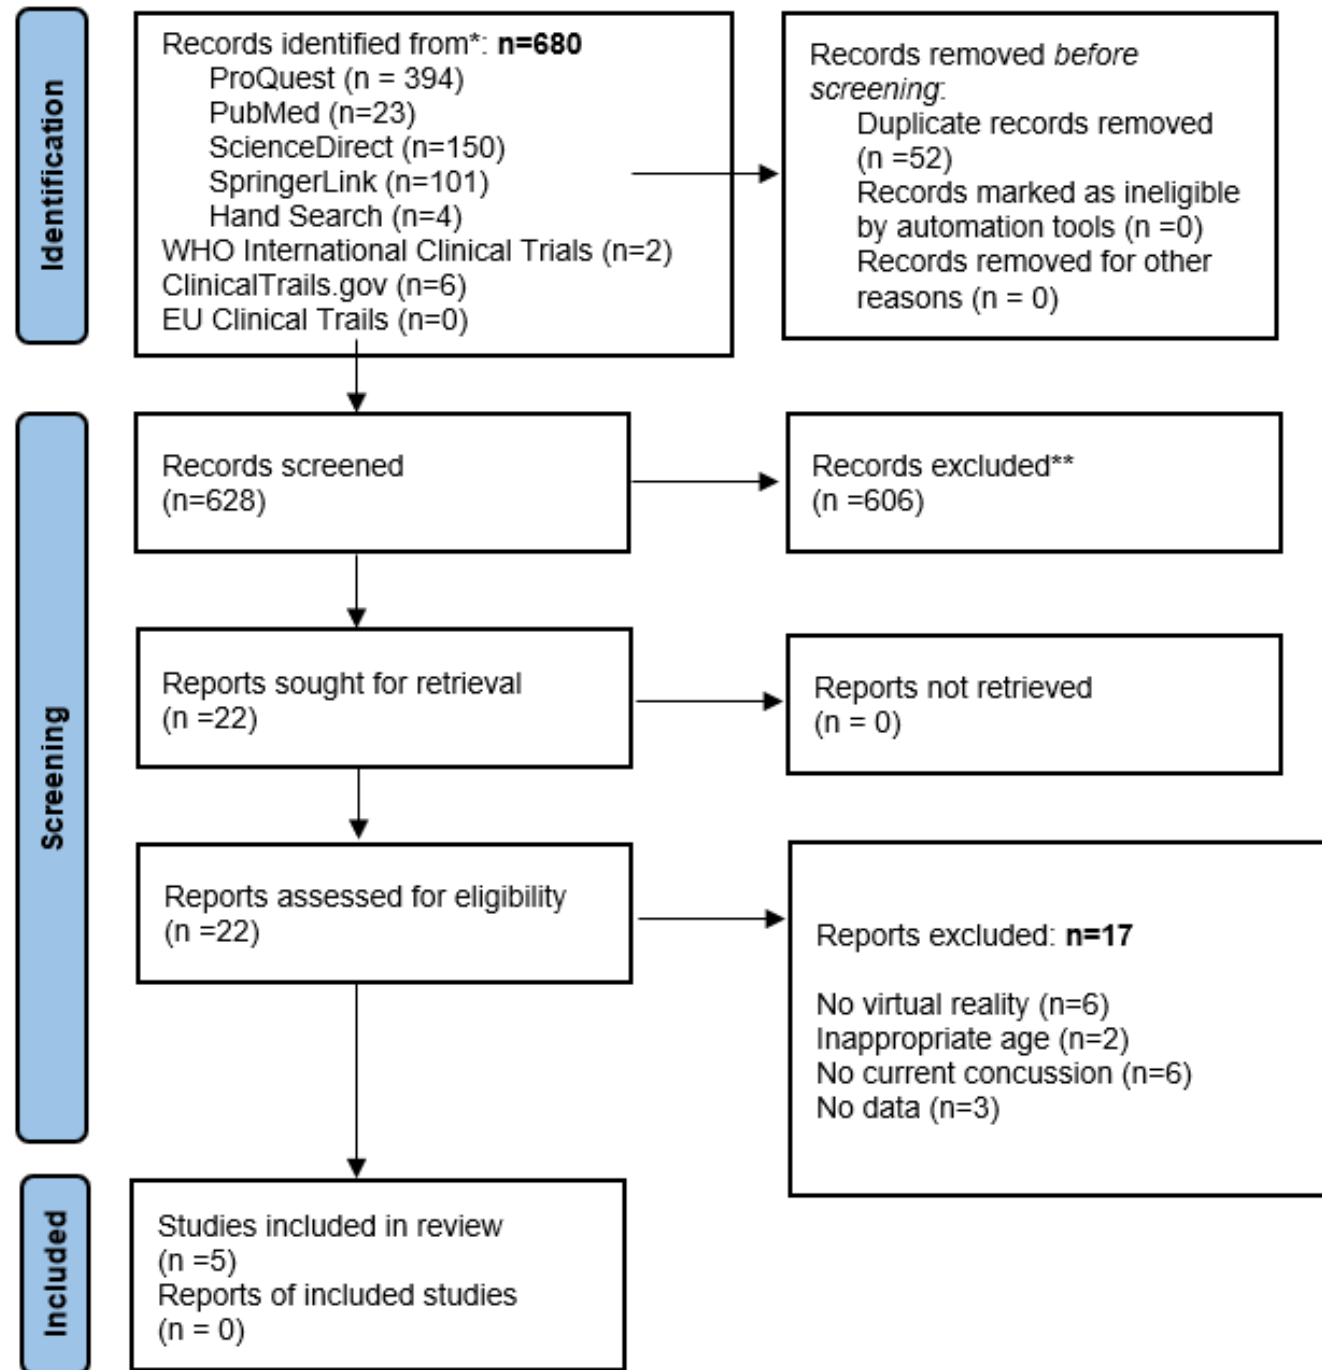 Identification
Records identified from*: n=680
ProQuest (n = 394)
PubMed (n=23)
ScienceDirect (n=150)
SpringerLink (n=101)
Hand Search (n=4)
WHO International Clinical Trials (n=2)
ClinicalTrails.gov (n=6)
EU Clinical Trails (n=0)
Records removed before
screening:
Duplicate records removed
(n =52)
Records marked as ineligible
by automation tools (n =0)
Records removed for other
reasons (n = 0)
Screening
Records screened
(n=628)
Records excluded**
(n =606)
Reports sought for retrieval
(n =22)
Reports not retrieved
(n = 0)
Reports assessed for eligibility
(n =22)
Reports excluded: n=17
No virtual reality (n=6)
Inappropriate age (n=2)
No current concussion (n=6)
No data (n=3)
Included
Studies included in review
(n =5)
Reports of included studies
(n = 0)